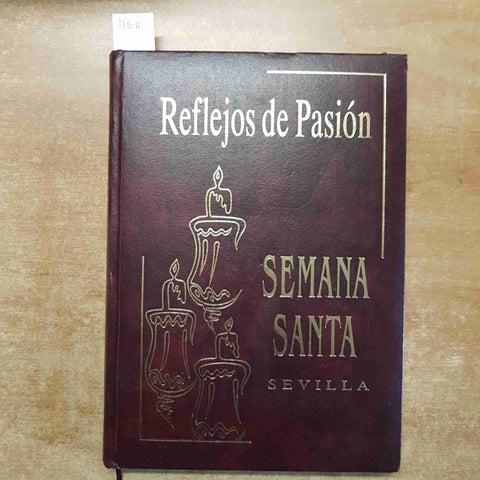 Reflejos de Pasión
SEMANA
SANTA
SEVILLA